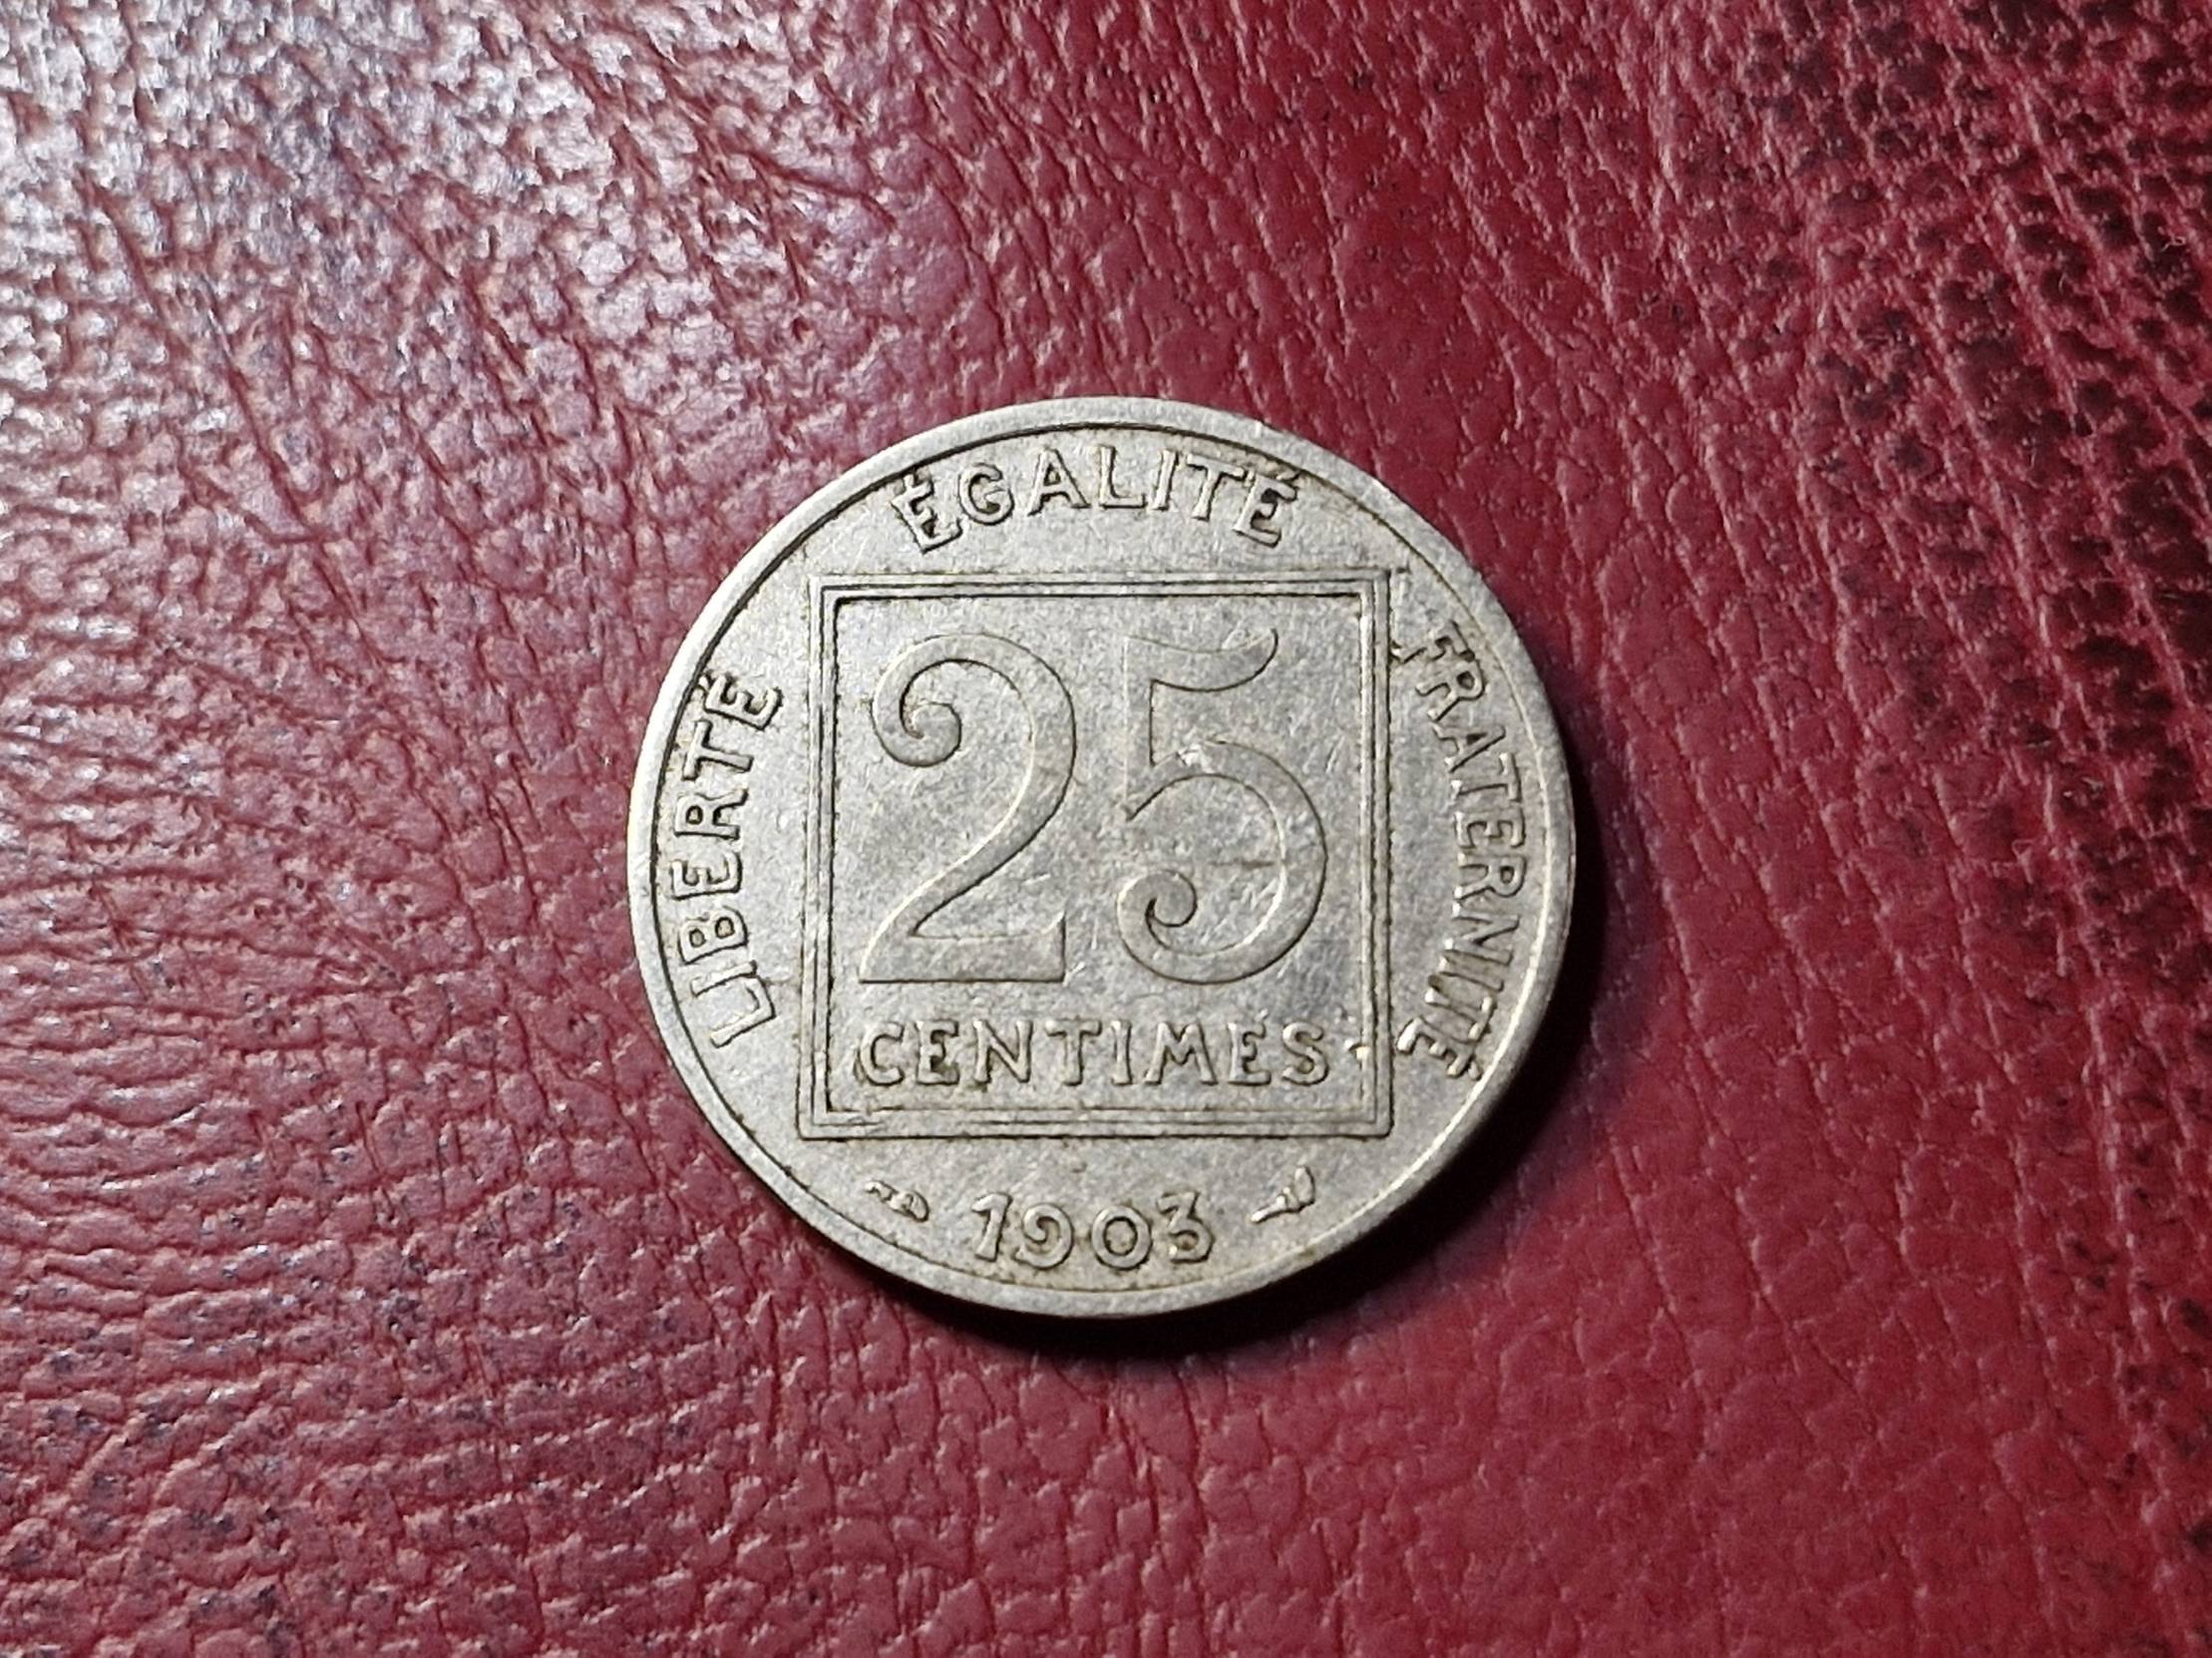 LIBERTÉ
ÉGALITÉ
FRATERNITÉ
25
CENTIMES
1903